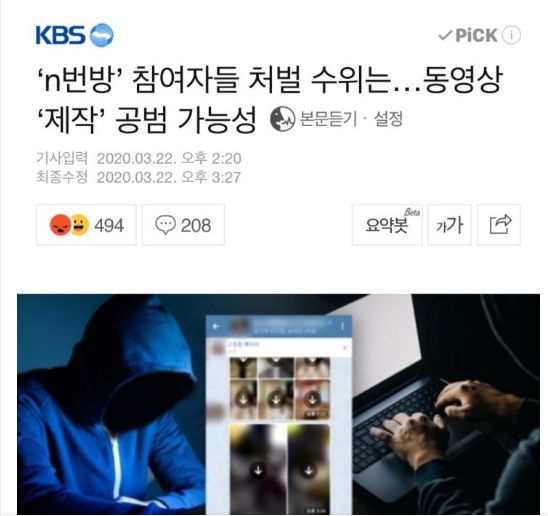 KBS
PiCK
‘n번방’ 참여자들 처벌 수위는…동영상
‘제작’ 공범 가능성 본문듣기 · 설정
기사입력 2020.03.22. 오후 2:20
최종수정 2020.03.22. 오후 3:27
494
208
요약봇 Beta
가가